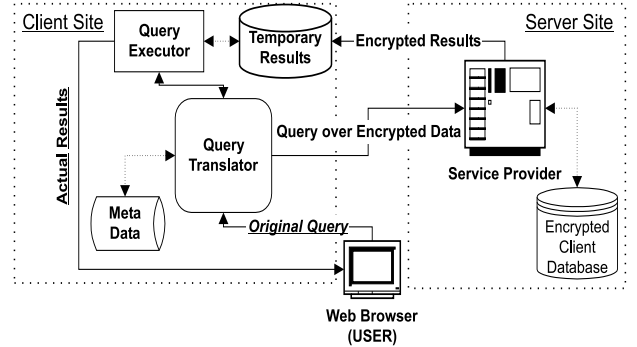 Client Site
Server Site
Query
Executor
Temporary
Results
Encrypted Results
Actual Results
Query
Translator
Query over Encrypted Data
Service Provider
Meta
Data
Original Query
Encrypted
Client
Database
Web Browser
(USER)